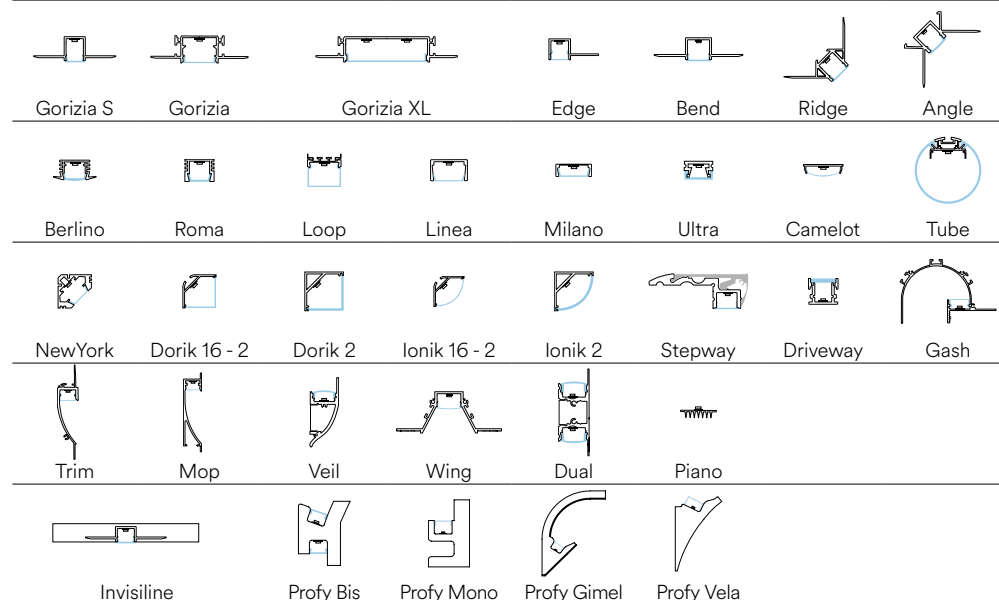 Gorizia S Gorizia Gorizia XL Edge Bend Ridge Angle
Berlino Roma Loop Linea Milano Ultra Camelot Tube
NewYork Dorik 16 - 2 Dorik 2 Ionik 16 - 2 Ionik 2 Stepway Driveway Gash
Trim Mop Veil Wing Dual Piano
Invisiline Profy Bis Profy Mono Profy Gimel Profy Vela